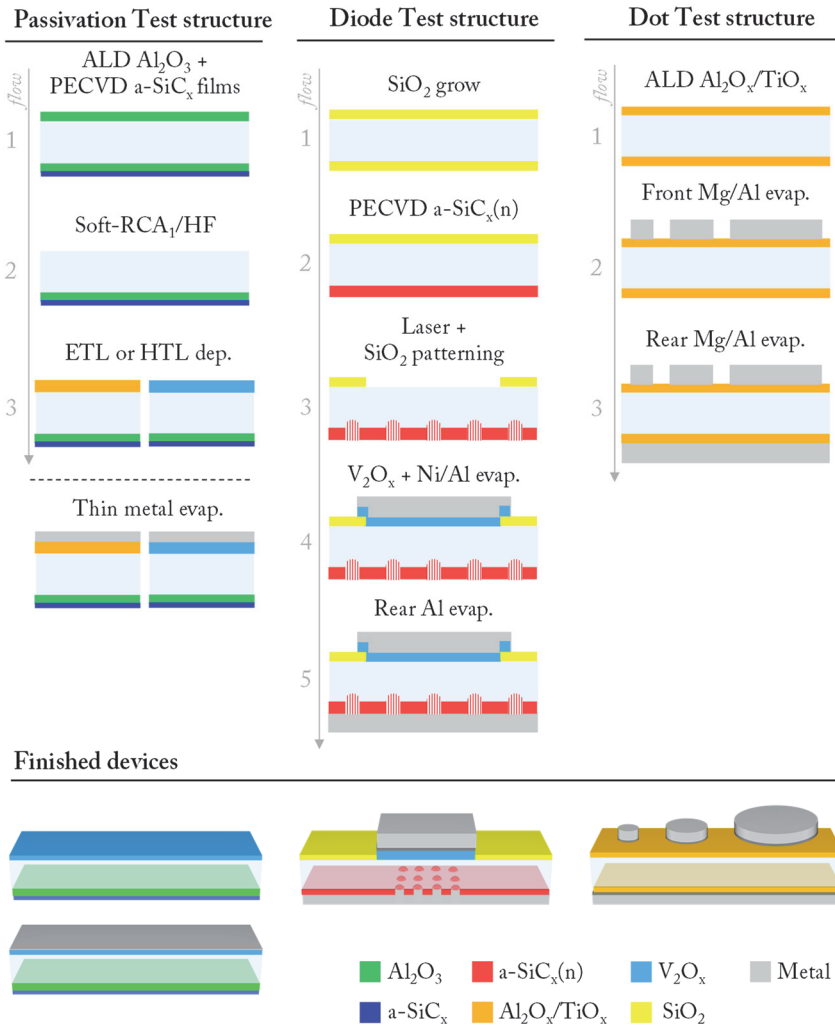 Passivation Test structure
flow
ALD Al₂O₃ +
PECVD a-SiCₓ films
1
Soft-RCA₁/HF
2
ETL or HTL dep.
3
Thin metal evap.
Diode Test structure
flow
SiO₂ grow
1
PECVD a-SiCₓ(n)
2
Laser +
SiO₂ patterning
3
V₂Oₓ + Ni/Al evap.
4
Rear Al evap.
5
Dot Test structure
flow
ALD Al₂Oₓ/TiOₓ
1
Front Mg/Al evap.
2
Rear Mg/Al evap.
3
Finished devices
Al₂O₃
a-SiCₓ(n)
V₂Oₓ
Metal
a-SiCₓ
Al₂Oₓ/TiOₓ
SiO₂